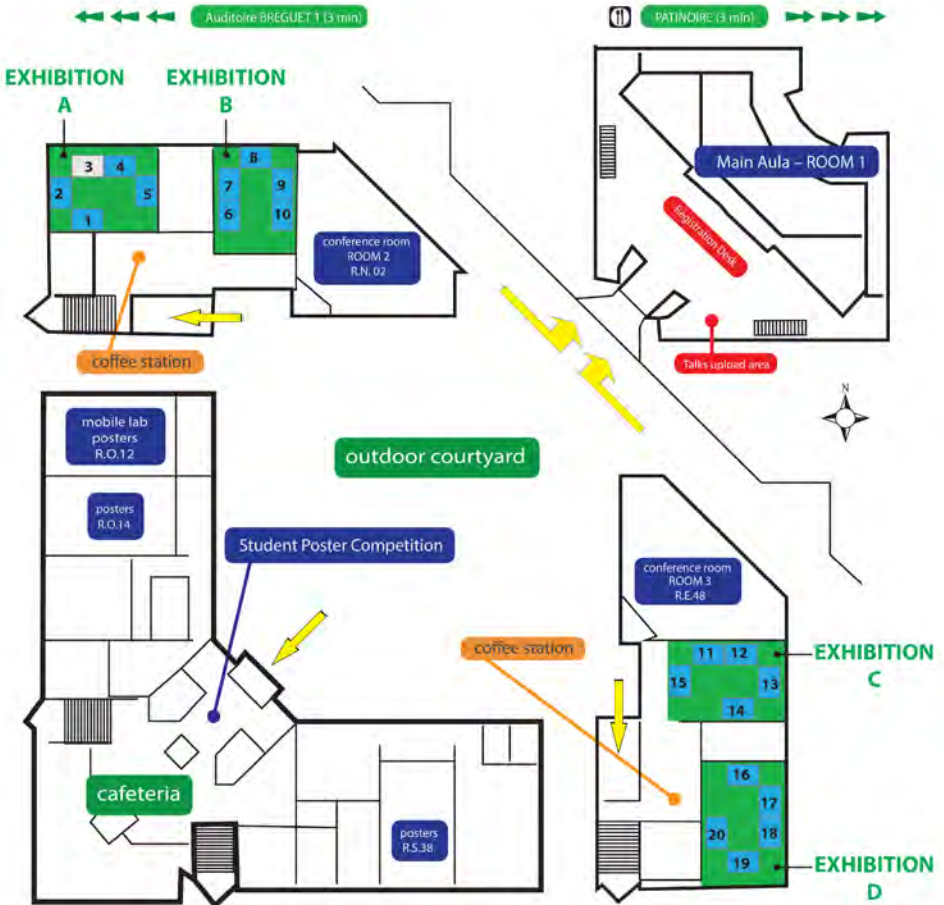 Auditoire BREGUET 1 (3 min)
PATINOIRE (3 min)
EXHIBITION
A
EXHIBITION
B
3
4
2
5
1
8
7
9
6
10
conference room
ROOM 2
R.N. 02
Main Aula – ROOM 1
Registration Desk
coffee station
Talks upload area
N
mobile lab
posters
R.O.12
outdoor courtyard
posters
R.O.14
Student Poster Competition
conference room
ROOM 3
R.E.48
coffee station
11
12
15
13
14
EXHIBITION
C
cafeteria
posters
R.S.38
16
17
20
18
19
EXHIBITION
D